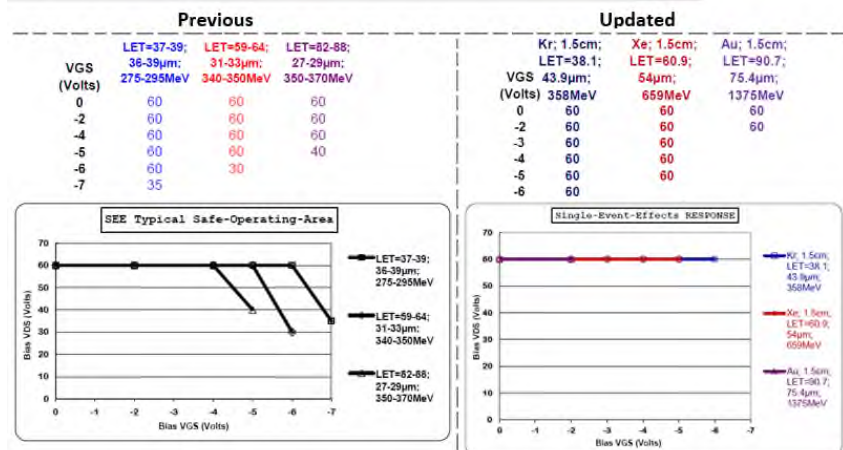 Previous
LET=37-39; LET=59-64; LET=82-88;
VGS 36-39µm; 31-33µm; 27-29µm;
(Volts) 275-295MeV 340-350MeV 350-370MeV
0 60 60 60
-2 60 60 60
-4 60 60 60
-5 60 60 40
-6 60 30
-7 35
SEE Typical Safe-Operating-Area
70
60
50
40
30
20
10
0
Bias VDS (Volts)
0 -1 -2 -3 -4 -5 -6 -7
Bias VGS (Volts)
LET=37-39;
36-39µm;
275-295MeV
LET=59-64;
31-33µm;
340-350MeV
LET=82-88;
27-29µm;
350-370MeV
Updated
Kr; 1.5cm; Xe; 1.5cm; Au; 1.5cm;
LET=38.1; LET=60.9; LET=90.7;
VGS 43.9µm; 54µm; 75.4µm;
(Volts) 358MeV 659MeV 1375MeV
0 60 60 60
-2 60 60 60
-3 60 60
-4 60 60
-5 60 60
-6 60
Single-Event-Effects RESPONSE
70
60
50
40
30
20
10
0
Bias VDS (Volts)
0 -1 -2 -3 -4 -5 -6 -7
Bias VGS (Volts)
Kr; 1.5cm;
LET=38.1;
43.9µm;
358MeV
Xe; 1.5cm;
LET=60.9;
54µm;
659MeV
Au; 1.5cm;
LET=90.7;
75.4µm;
1375MeV